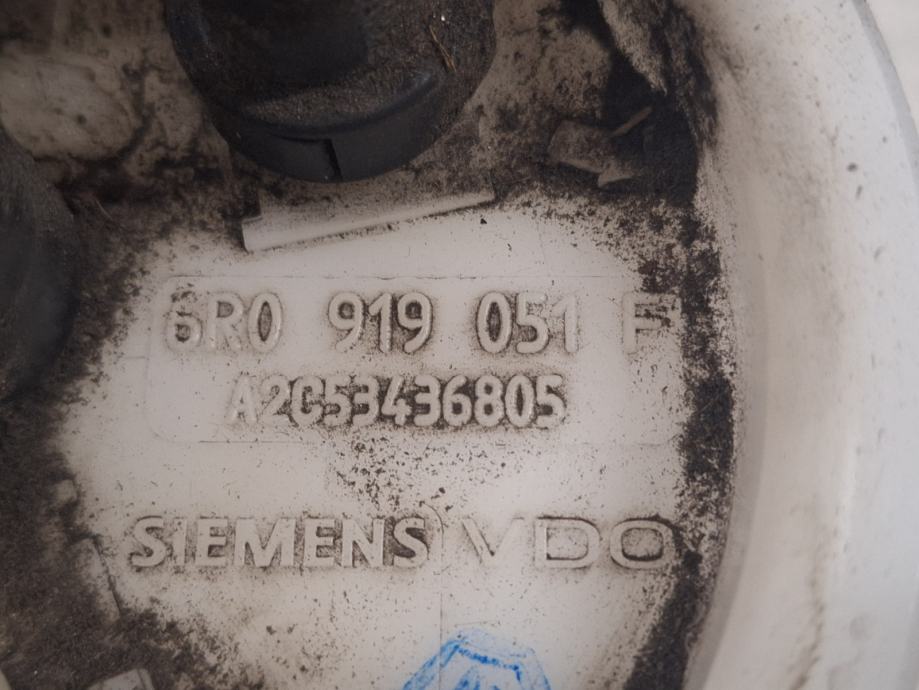 6R0 919 051 F
A2C53436805
SIEMENS VDO